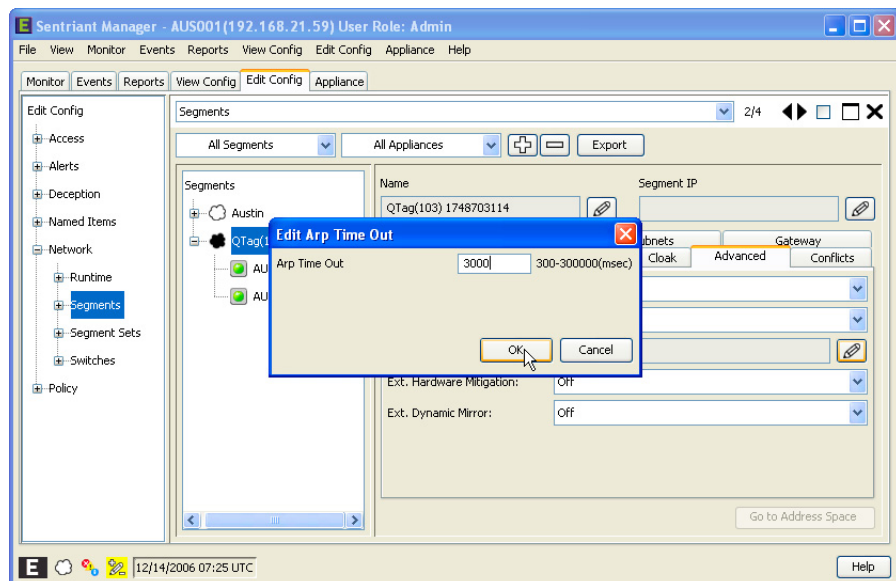 Sentriant Manager - AUS001(192.168.21.59) User Role: Admin
File View Monitor Events Reports View Config Edit Config Appliance Help
Monitor Events Reports View Config Edit Config Appliance
Edit Config
Access
Alerts
Deception
Named Items
Network
Runtime
Segments
Segment Sets
Switches
Policy
Segments 2/4
All Segments All Appliances Export
Segments
Austin
QTag(1
AU
AU
Name Segment IP
QTag(103) 1748703114
ubnets Gateway
Cloak Advanced Conflicts
Edit Arp Time Out
Arp Time Out 3000 300-300000(msec)
OK Cancel
Ext. Hardware Mitigation: Off
Ext. Dynamic Mirror: Off
Go to Address Space
E 12/14/2006 07:25 UTC Help